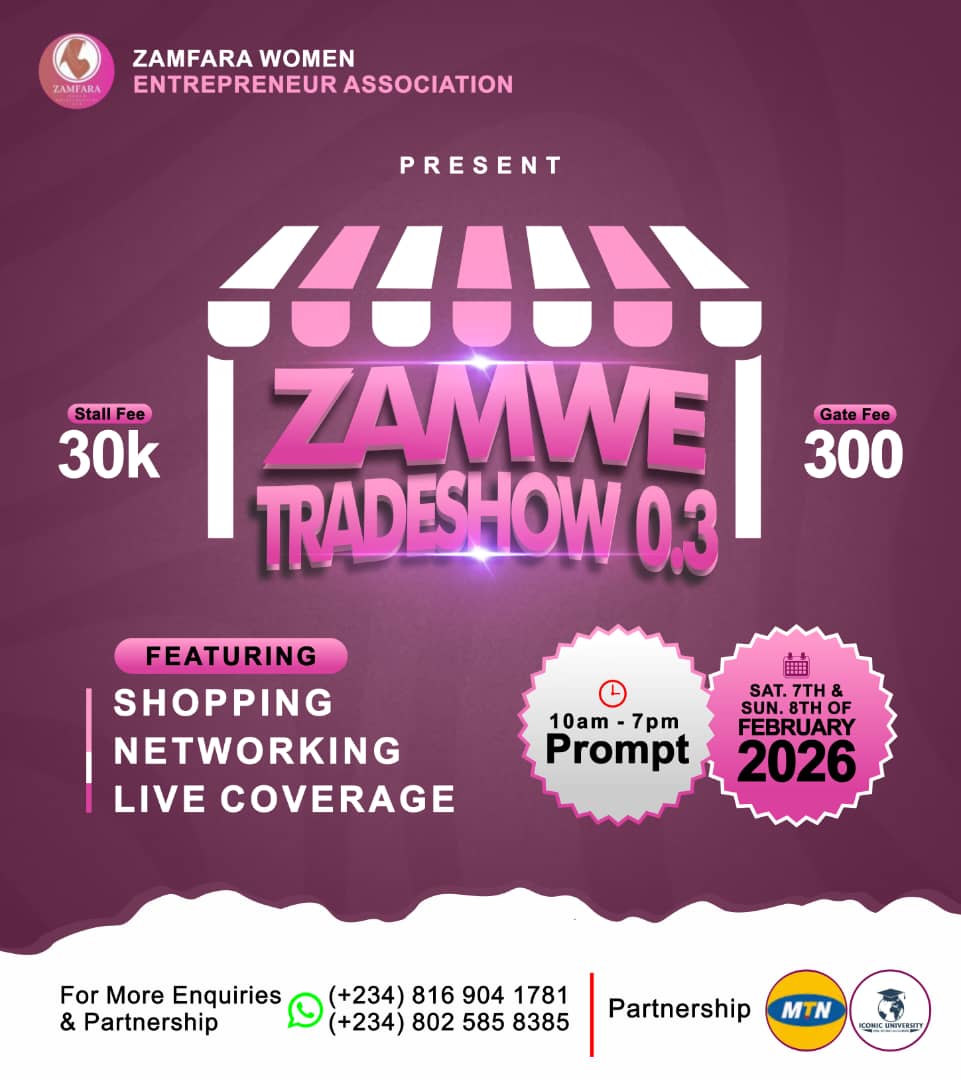 ZAMFARA
ZAMFARA WOMEN
ENTREPRENEUR ASSOCIATION
PRESENT
Stall Fee
30k
ZAMWE
TRADESHOW 0.3
Gate Fee
300
FEATURING
SHOPPING
NETWORKING
LIVE COVERAGE
10am - 7pm
Prompt
SAT. 7TH &
SUN. 8TH OF
FEBRUARY
2026
For More Enquiries
& Partnership
(+234) 816 904 1781
(+234) 802 585 8385
Partnership
MTN
ICONIC UNIVERSITY